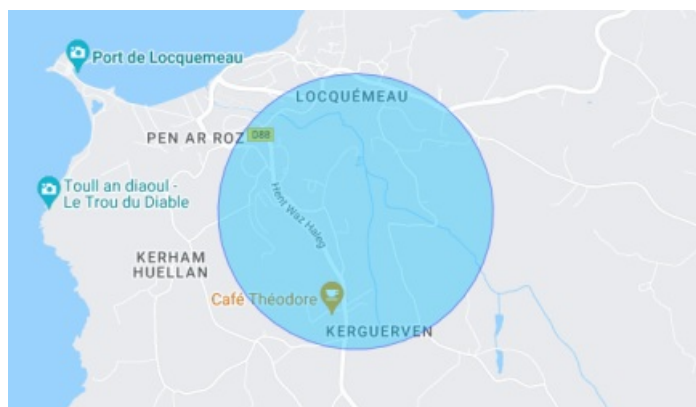 Port de Locquemeau
LOCQUÉMEAU
PEN AR ROZ
D88
Toull an diaoul -
Le Trou du Diable
Hent Waz Haleg
KERHAM
HUELLAN
Café Théodore
KERGUERVEN